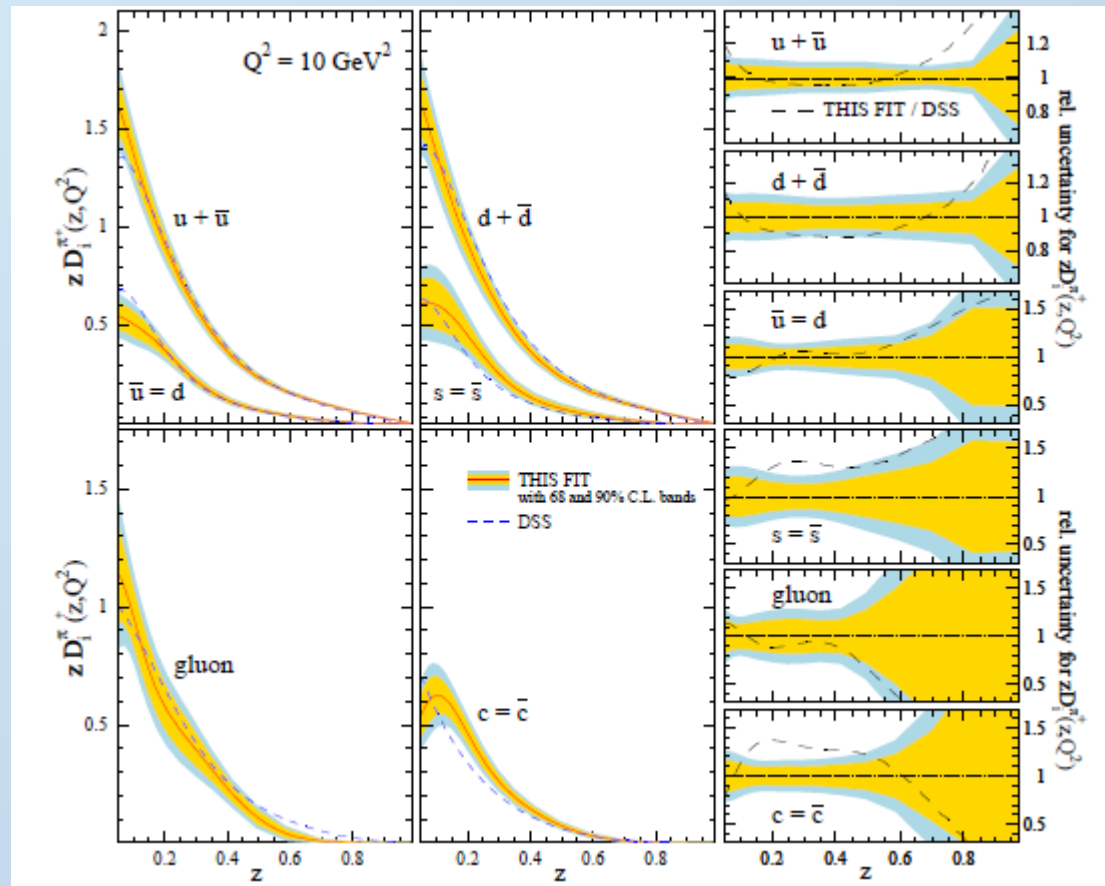 2
Q² = 10 GeV²
1.5
z D_i^{π⁺}(z,Q²)
u + ū
1
0.5
ū = d
d + d̄
s = s̄
u + ū
1.2
1
0.8
THIS FIT / DSS
d + d̄
1.2
1
0.8
ū = d
1.5
1
0.5
rel. uncertainty for zD_i^{π⁺}(z,Q²)
1.5
z D_i^{π⁺}(z,Q²)
1
gluon
0.5
THIS FIT
with 68 and 90% C.L. bands
DSS
c = c̄
1.5
1
s = s̄
0.5
gluon
1.5
1
0.5
1.5
1
c = c̄
0.5
rel. uncertainty for zD_i^{π⁺}(z,Q²)
0.2 0.4 0.6 0.8
z
0.2 0.4 0.6 0.8
z
0.2 0.4 0.6 0.8
z